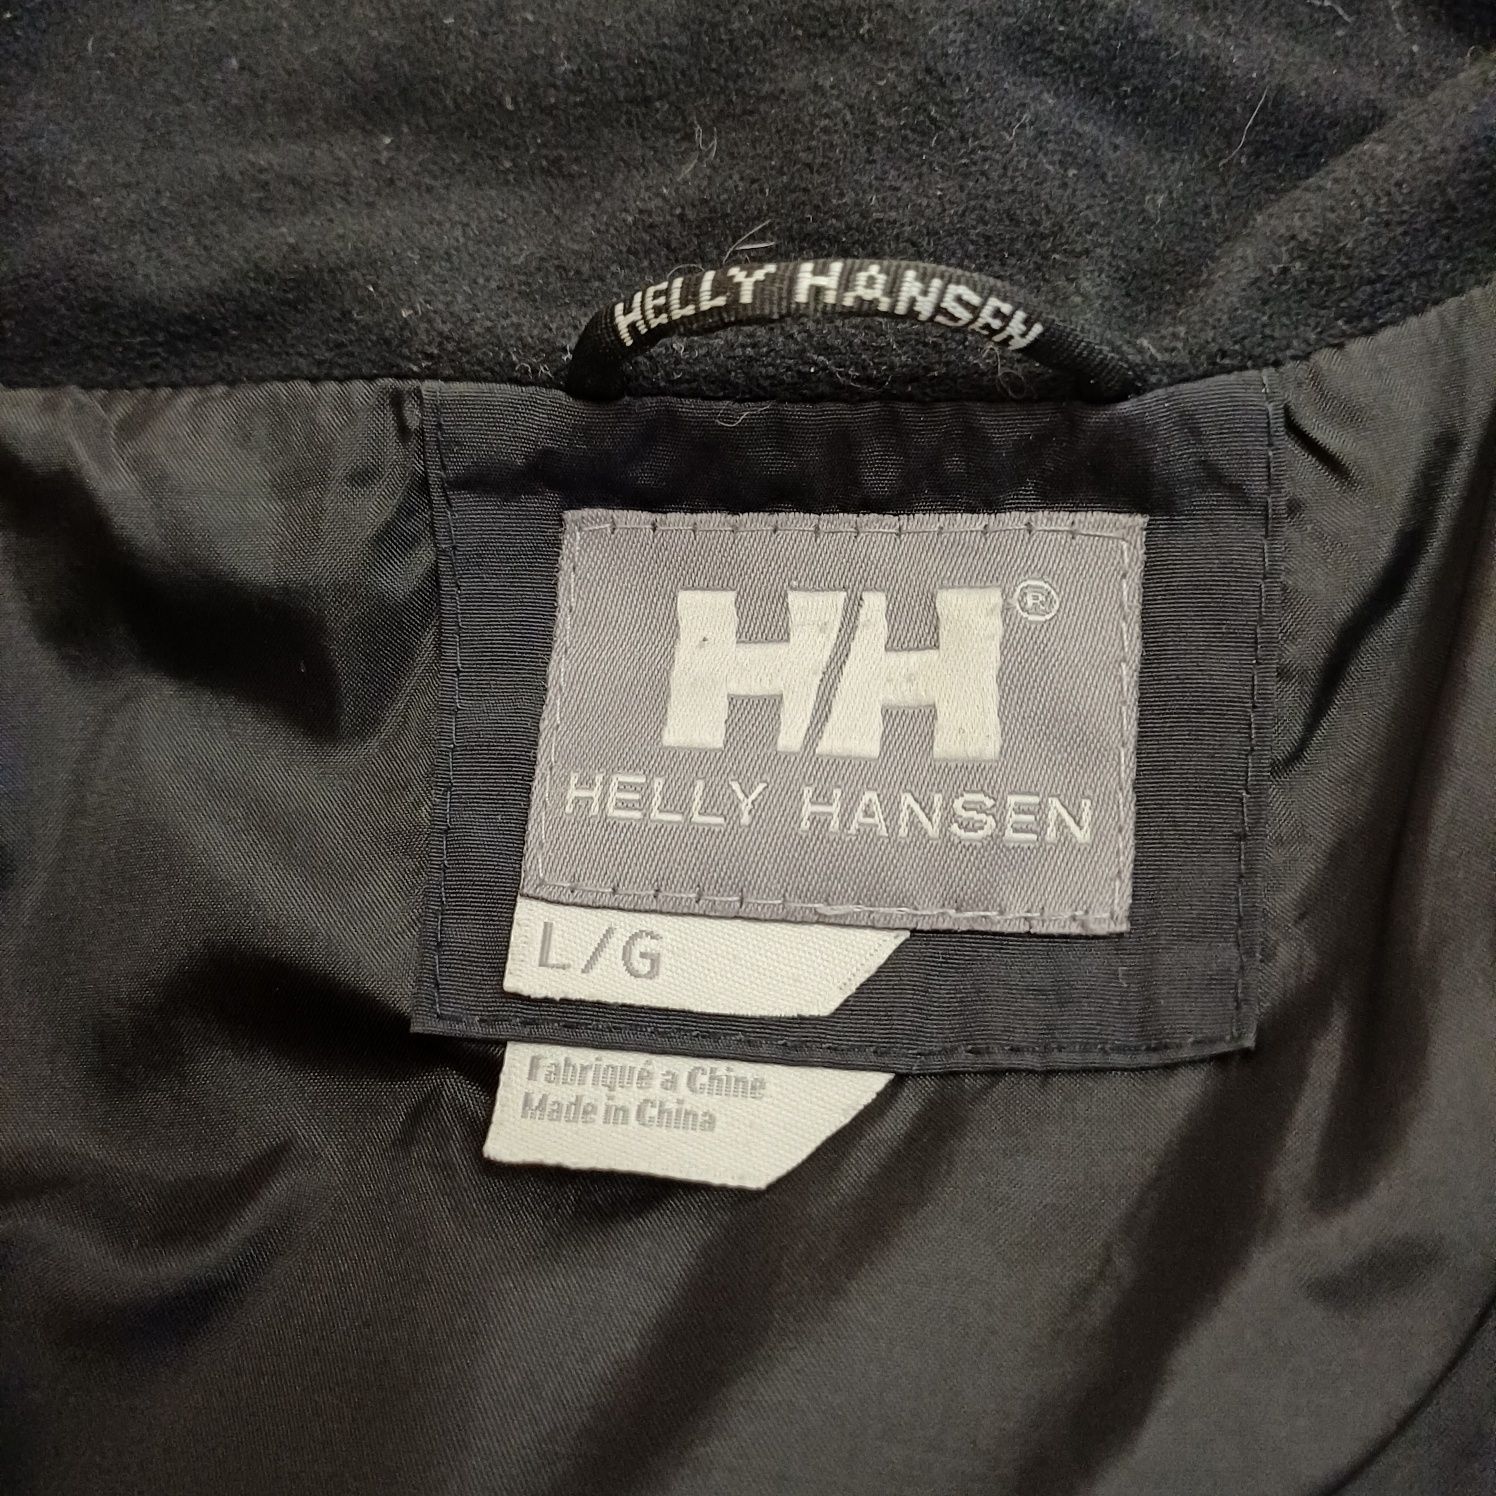 HELLY HANSEN
HH®
HELLY HANSEN
L/G
Fabriqué a Chine
Made in China